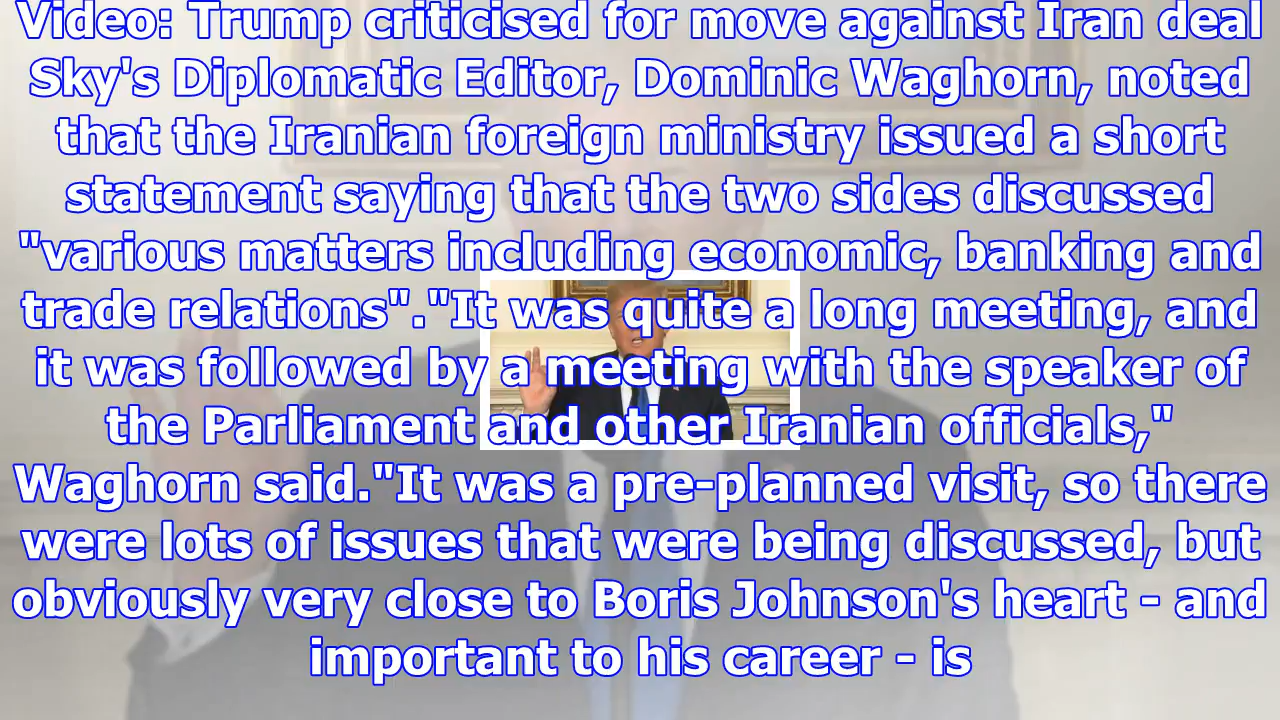 Video: Trump criticised for move against Iran deal
Sky's Diplomatic Editor, Dominic Waghorn, noted
that the Iranian foreign ministry issued a short
statement saying that the two sides discussed
"various matters including economic, banking and
trade relations"."It was quite a long meeting, and
it was followed by a meeting with the speaker of
the Parliament and other Iranian officials,"
Waghorn said."It was a pre-planned visit, so there
were lots of issues that were being discussed, but
obviously very close to Boris Johnson's heart - and
important to his career - is